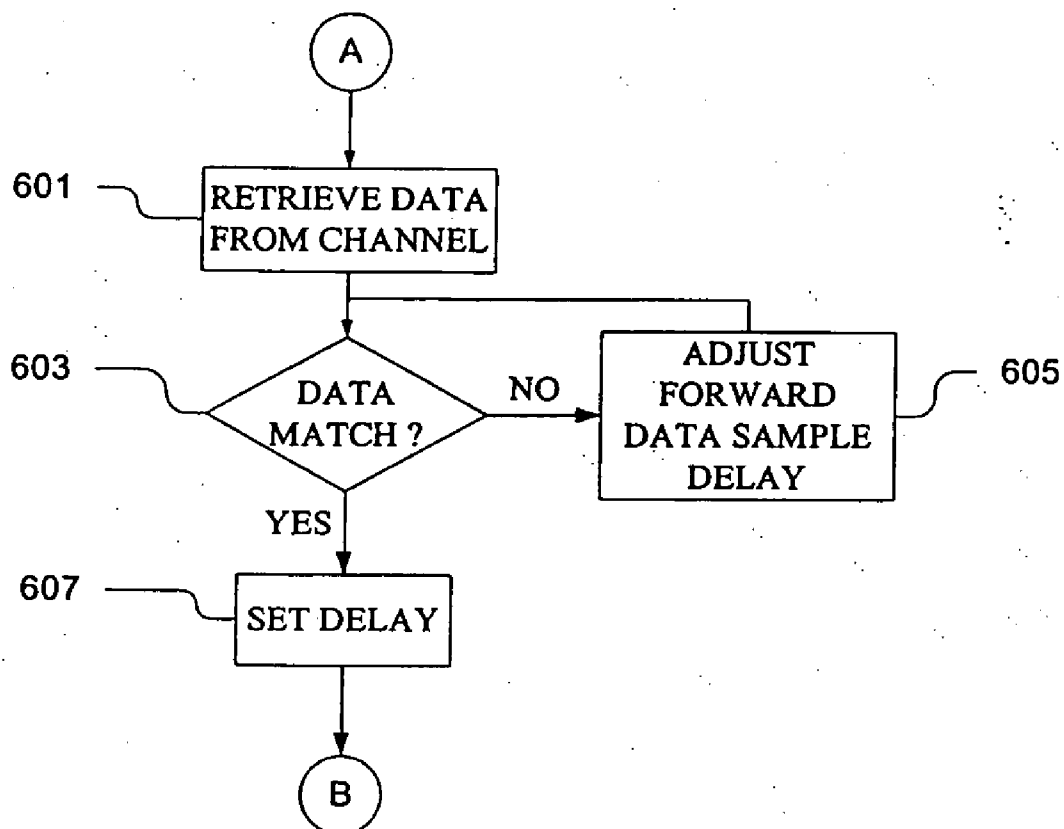 A
601
RETRIEVE DATA
FROM CHANNEL
603
DATA
MATCH ?
NO
ADJUST
FORWARD
DATA SAMPLE
DELAY
605
YES
607
SET DELAY
B